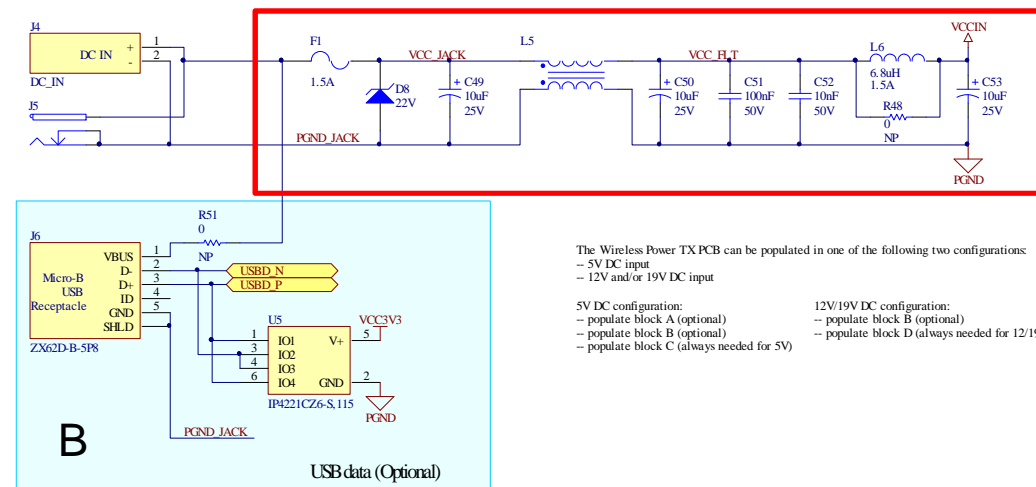 J4
DC IN
+
-
1
2
DC_IN
J5
F1
1.5A
VCC_JACK
D8
22V
+ C49
10uF
25V
PGND_JACK
L5
VCC_FLT
+ C50
10uF
25V
C51
100nF
50V
C52
10nF
50V
L6
6.8uH
1.5A
R48
0
NP
VCCIN
+ C53
10uF
25V
PGND
R51
0
NP
J6
Micro-B
USB
Receptacle
VBUS 1
D- 2
D+ 3
ID 4
GND 5
SHLD
ZX62D-B-5P8
USBD_N
USBD_P
U5
1 IO1
3 IO2
4 IO3
6 IO4
V+ 5
GND 2
IP4221CZ6-S,115
VCC3V3
PGND
PGND_JACK
B
USB data (Optional)
The Wireless Power TX PCB can be populated in one of the following two configurations:
-- 5V DC input
-- 12V and/or 19V DC input
5V DC configuration:
-- populate block A (optional)
-- populate block B (optional)
-- populate block C (always needed for 5V)
12V/19V DC configuration:
-- populate block B (optional)
-- populate block D (always needed for 12/19